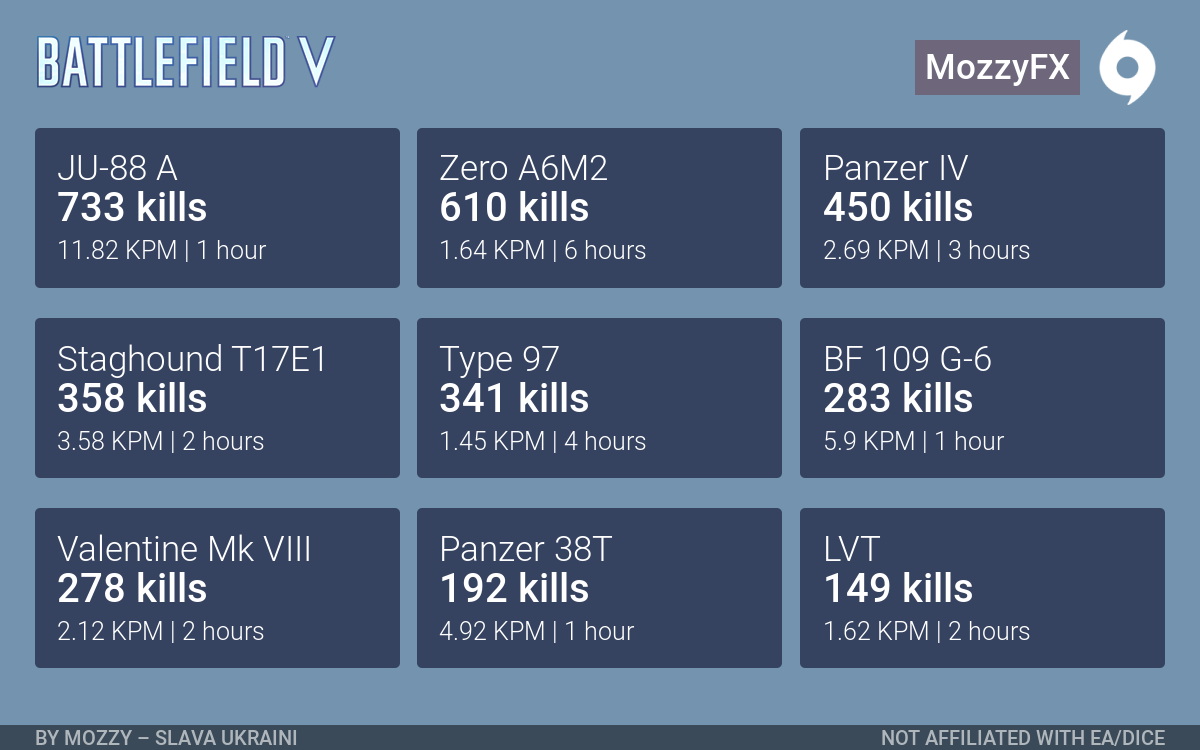 BATTLEFIELD V
MozzyFX
JU-88 A
733 kills
11.82 KPM | 1 hour
Zero A6M2
610 kills
1.64 KPM | 6 hours
Panzer IV
450 kills
2.69 KPM | 3 hours
Staghound T17E1
358 kills
3.58 KPM | 2 hours
Type 97
341 kills
1.45 KPM | 4 hours
BF 109 G-6
283 kills
5.9 KPM | 1 hour
Valentine Mk VIII
278 kills
2.12 KPM | 2 hours
Panzer 38T
192 kills
4.92 KPM | 1 hour
LVT
149 kills
1.62 KPM | 2 hours
BY MOZZY – SLAVA UKRAINI
NOT AFFILIATED WITH EA/DICE